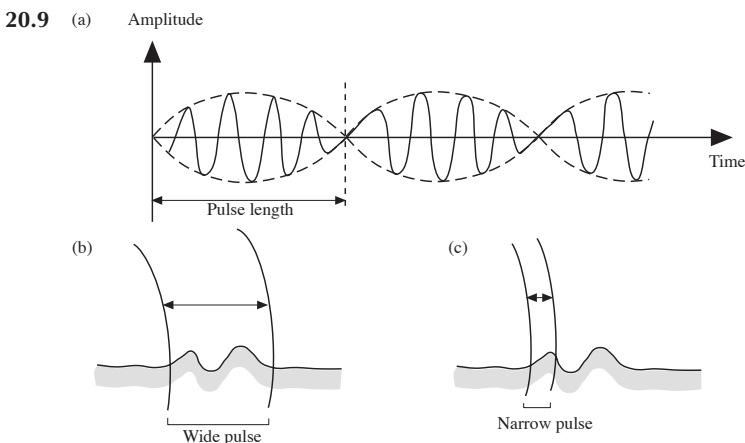 20.9 (a) Amplitude
Time
Pulse length
(b)
(c)
Wide pulse
Narrow pulse